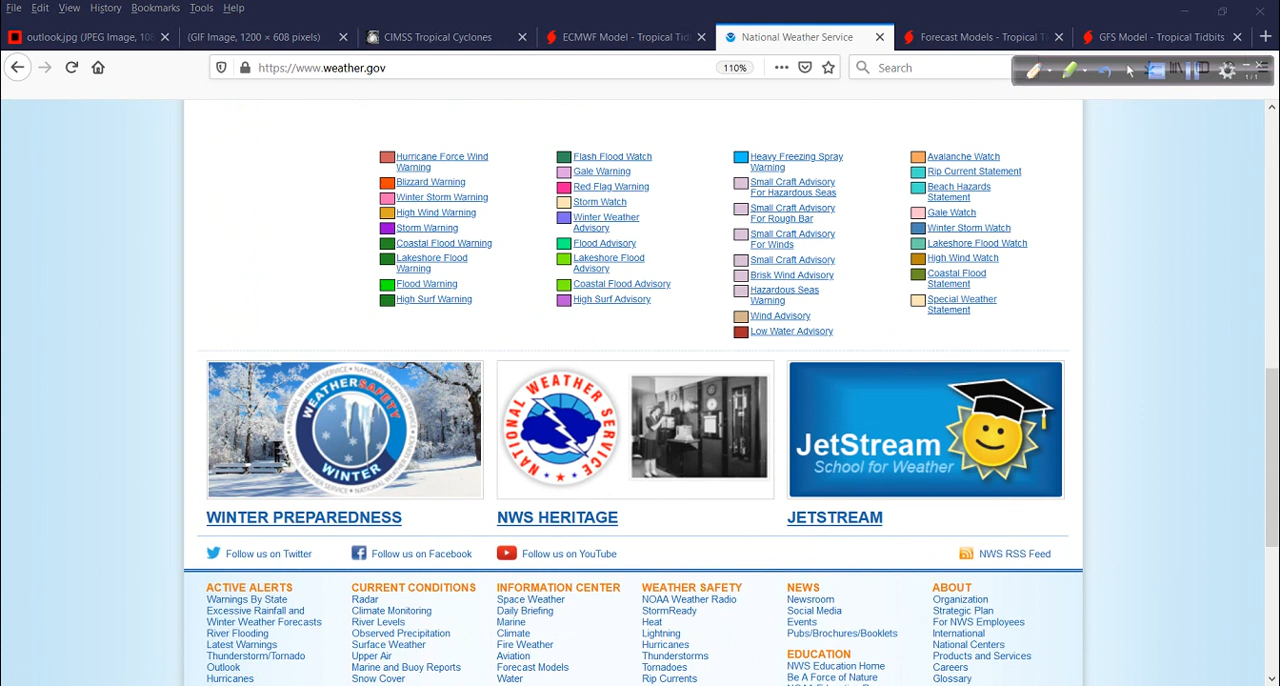 File Edit View History Bookmarks Tools Help
outlook.jpg (JPEG Image, 108
(GIF Image, 1200 × 608 pixels)
CIMSS Tropical Cyclones
ECMWF Model - Tropical Tid
National Weather Service
Forecast Models - Tropical T
GFS Model - Tropical Tidbits
https://www.weather.gov
110%
Search
1/1
Hurricane Force Wind
Warning
Blizzard Warning
Winter Storm Warning
High Wind Warning
Storm Warning
Coastal Flood Warning
Lakeshore Flood
Warning
Flood Warning
High Surf Warning
Flash Flood Watch
Gale Warning
Red Flag Warning
Storm Watch
Winter Weather
Advisory
Flood Advisory
Lakeshore Flood
Advisory
Coastal Flood Advisory
High Surf Advisory
Heavy Freezing Spray
Warning
Small Craft Advisory
For Hazardous Seas
Small Craft Advisory
For Rough Bar
Small Craft Advisory
For Winds
Small Craft Advisory
Brisk Wind Advisory
Hazardous Seas
Warning
Wind Advisory
Low Water Advisory
Avalanche Watch
Rip Current Statement
Beach Hazards
Statement
Gale Watch
Winter Storm Watch
Lakeshore Flood Watch
High Wind Watch
Coastal Flood
Statement
Special Weather
Statement
NATIONAL WEATHER SERVICE
WEATHER SAFETY
WINTER
NATIONAL WEATHER SERVICE
JetStream
School for Weather
WINTER PREPAREDNESS
NWS HERITAGE
JETSTREAM
Follow us on Twitter
Follow us on Facebook
Follow us on YouTube
NWS RSS Feed
ACTIVE ALERTS
Warnings By State
Excessive Rainfall and
Winter Weather Forecasts
River Flooding
Latest Warnings
Thunderstorm/Tornado
Outlook
Hurricanes
CURRENT CONDITIONS
Radar
Climate Monitoring
River Levels
Observed Precipitation
Surface Weather
Upper Air
Marine and Buoy Reports
Snow Cover
INFORMATION CENTER
Space Weather
Daily Briefing
Marine
Climate
Fire Weather
Aviation
Forecast Models
Water
WEATHER SAFETY
NOAA Weather Radio
StormReady
Heat
Lightning
Hurricanes
Thunderstorms
Tornadoes
Rip Currents
NEWS
Newsroom
Social Media
Events
Pubs/Brochures/Booklets
EDUCATION
NWS Education Home
Be A Force of Nature
ABOUT
Organization
Strategic Plan
For NWS Employees
International
National Centers
Products and Services
Careers
Glossary